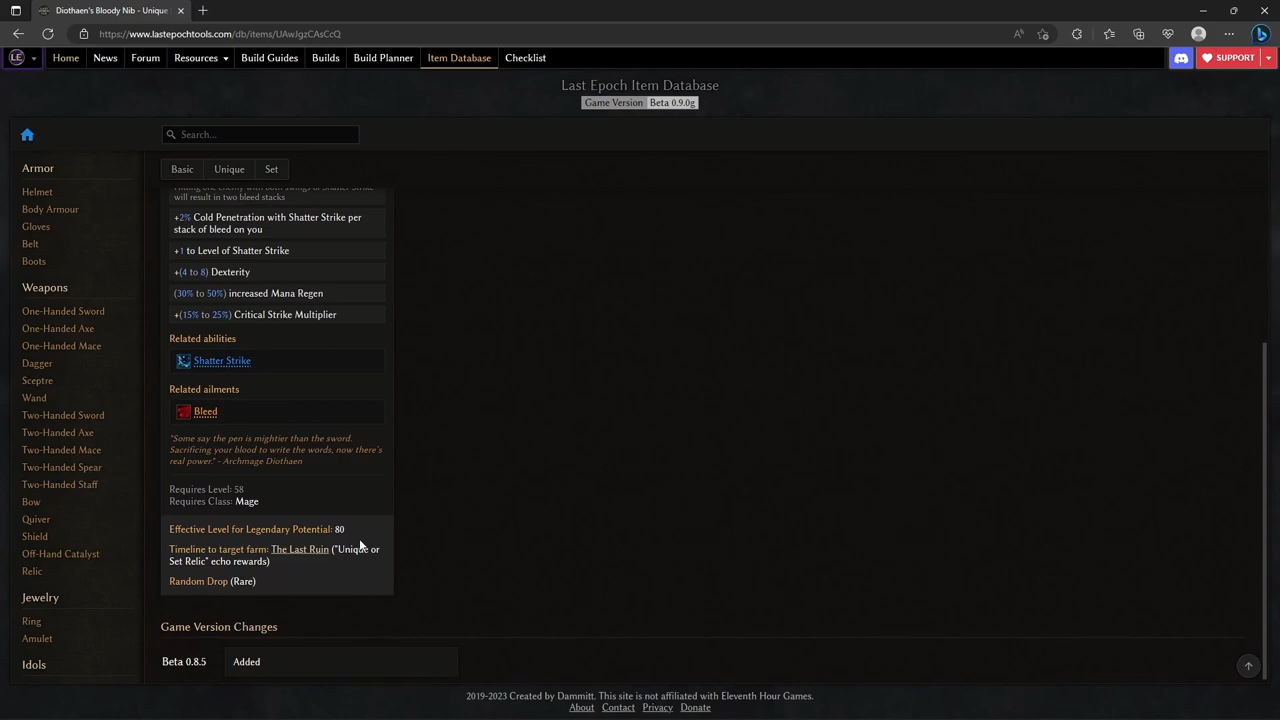 Diothaen's Bloody Nib - Unique
https://www.lastepochtools.com/db/items/UAwJgzCAsCcQ
LE Home News Forum Resources Build Guides Builds Build Planner Item Database Checklist SUPPORT
Last Epoch Item Database
Game Version Beta 0.9.0g
Search...
Basic Unique Set
Armor
Helmet
Body Armour
Gloves
Belt
Boots
Weapons
One-Handed Sword
One-Handed Axe
One-Handed Mace
Dagger
Sceptre
Wand
Two-Handed Sword
Two-Handed Axe
Two-Handed Mace
Two-Handed Spear
Two-Handed Staff
Bow
Quiver
Shield
Off-Hand Catalyst
Relic
Jewelry
Ring
Amulet
Idols
Hitting one enemy with both swings of Shatter Strike
will result in two bleed stacks
+2% Cold Penetration with Shatter Strike per
stack of bleed on you
+1 to Level of Shatter Strike
+(4 to 8) Dexterity
(30% to 50%) increased Mana Regen
+(15% to 25%) Critical Strike Multiplier
Related abilities
Shatter Strike
Related ailments
Bleed
"Some say the pen is mightier than the sword.
Sacrificing your blood to write the words, now there's
real power." - Archmage Diothaen
Requires Level: 58
Requires Class: Mage
Effective Level for Legendary Potential: 80
Timeline to target farm: The Last Ruin ("Unique or
Set Relic" echo rewards)
Random Drop (Rare)
Game Version Changes
Beta 0.8.5 Added
2019-2023 Created by Dammitt. This site is not affiliated with Eleventh Hour Games.
About Contact Privacy Donate